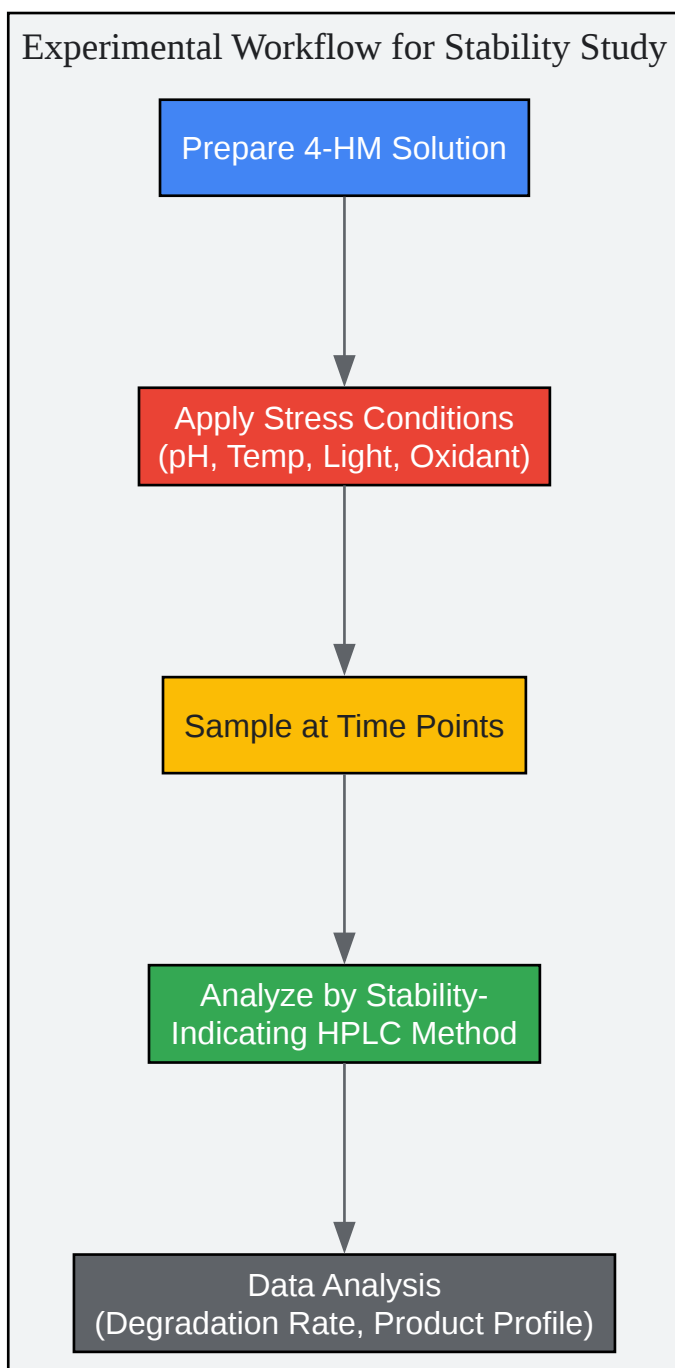 Experimental Workflow for Stability Study
Prepare 4-HM Solution
Apply Stress Conditions
(pH, Temp, Light, Oxidant)
Sample at Time Points
Analyze by Stability-
Indicating HPLC Method
Data Analysis
(Degradation Rate, Product Profile)